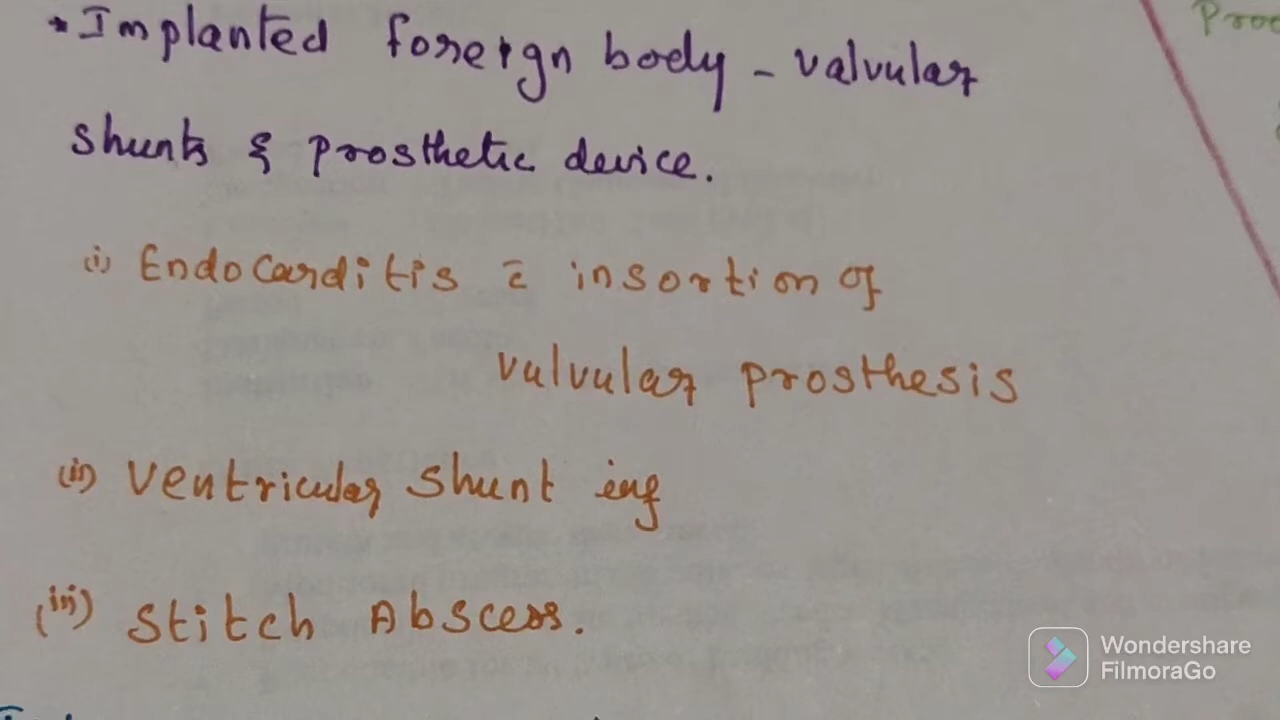 *Implanted foreign body - valvular
shunts & prosthetic device.
(i) Endocarditis c̄ insortion of
valvular prosthesis
(ii) Ventricular shunt inf
(iii) Stitch Abscess.
Wondershare
FilmoraGo